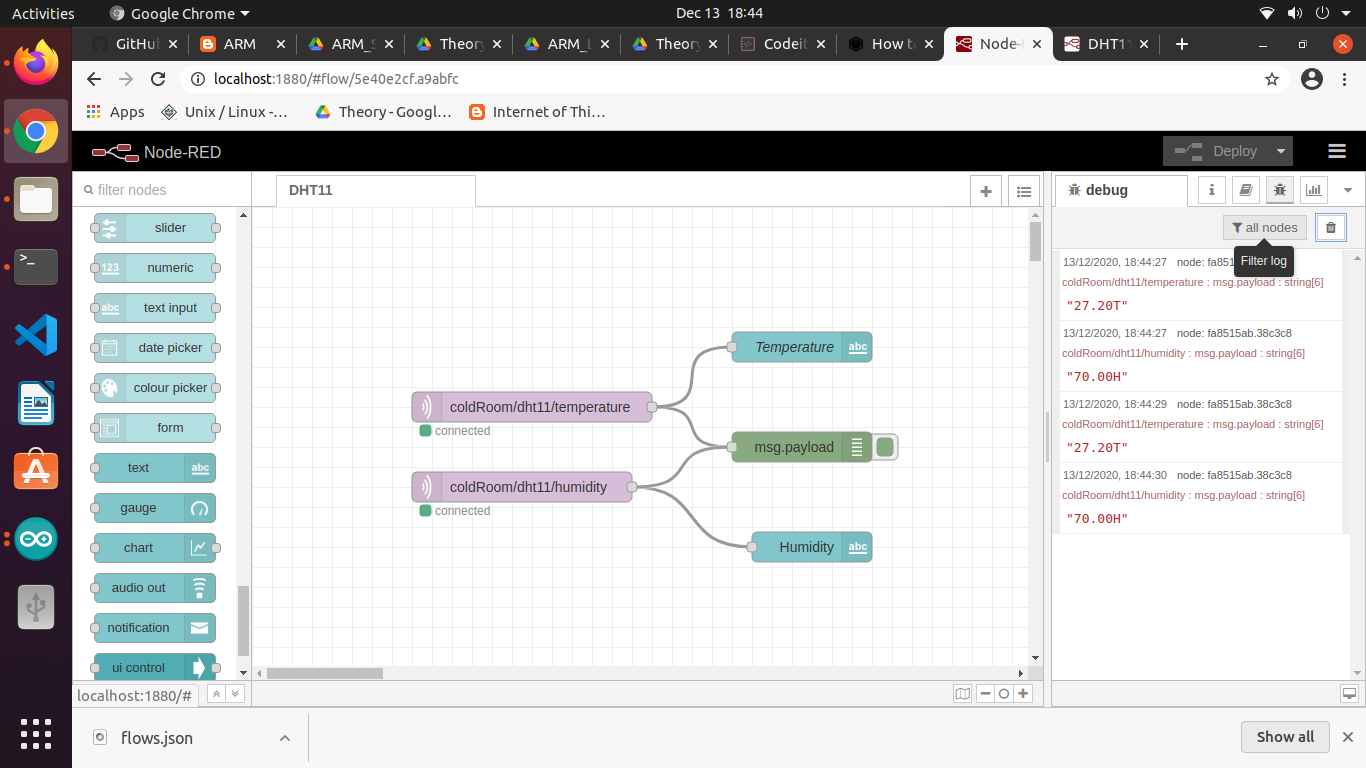 Activities
Google Chrome
Dec 13 18:44
GitHu
ARM
ARM_S
Theory
ARM_L
Theory
Codeit
How to
Node-
DHT1
localhost:1880/#flow/5e40e2cf.a9abfc
Apps
Unix / Linux -...
Theory - Googl...
Internet of Thi...
Node-RED
Deploy
filter nodes
DHT11
debug
i
all nodes
Filter log
slider
123 numeric
abc text input
date picker
colour picker
form
text abc
gauge
chart
audio out
notification
ui control
coldRoom/dht11/temperature
connected
coldRoom/dht11/humidity
connected
Temperature abc
msg.payload
Humidity abc
13/12/2020, 18:44:27 node: fa851
coldRoom/dht11/temperature : msg.payload : string[6]
"27.20T"
13/12/2020, 18:44:27 node: fa8515ab.38c3c8
coldRoom/dht11/humidity : msg.payload : string[6]
"70.00H"
13/12/2020, 18:44:29 node: fa8515ab.38c3c8
coldRoom/dht11/temperature : msg.payload : string[6]
"27.20T"
13/12/2020, 18:44:30 node: fa8515ab.38c3c8
coldRoom/dht11/humidity : msg.payload : string[6]
"70.00H"
localhost:1880/#
flows.json
Show all